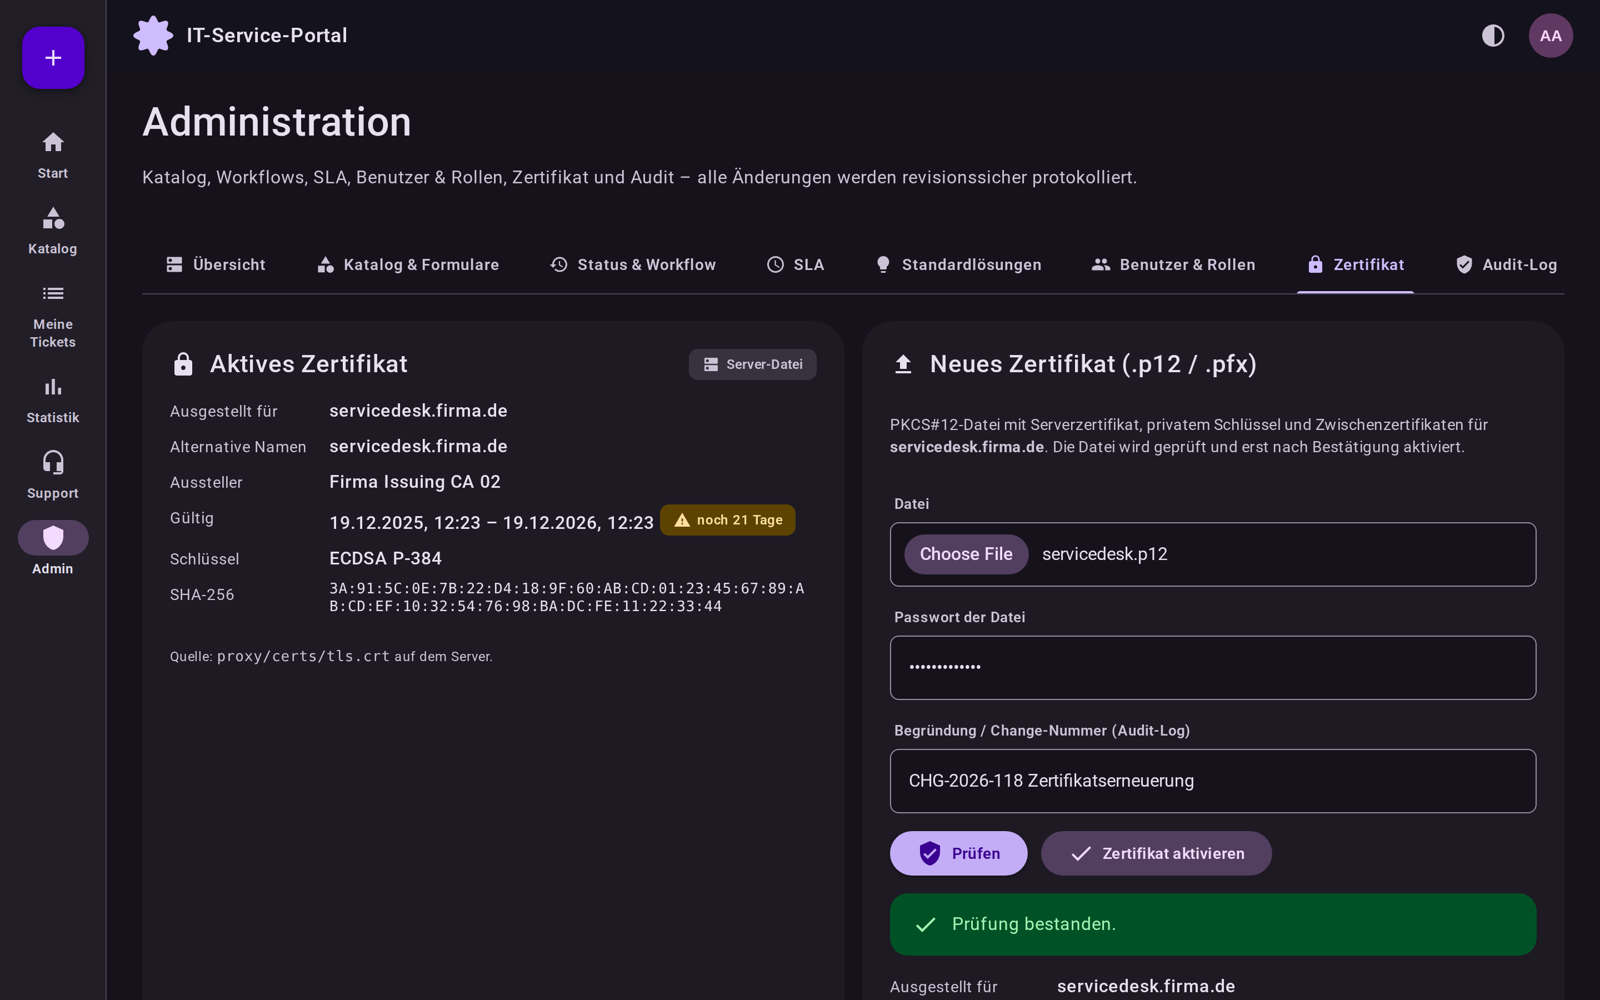 IT-Service-Portal
AA
Start
Katalog
Meine
Tickets
Statistik
Support
Admin
Administration
Katalog, Workflows, SLA, Benutzer & Rollen, Zertifikat und Audit – alle Änderungen werden revisionssicher protokolliert.
Übersicht
Katalog & Formulare
Status & Workflow
SLA
Standardlösungen
Benutzer & Rollen
Zertifikat
Audit-Log
Aktives Zertifikat
Server-Datei
Ausgestellt für servicedesk.firma.de
Alternative Namen servicedesk.firma.de
Aussteller Firma Issuing CA 02
Gültig 19.12.2025, 12:23 – 19.12.2026, 12:23 noch 21 Tage
Schlüssel ECDSA P-384
SHA-256 3A:91:5C:0E:7B:22:D4:18:9F:60:AB:CD:01:23:45:67:89:A
B:CD:EF:10:32:54:76:98:BA:DC:FE:11:22:33:44
Quelle: proxy/certs/tls.crt auf dem Server.
Neues Zertifikat (.p12 / .pfx)
PKCS#12-Datei mit Serverzertifikat, privatem Schlüssel und Zwischenzertifikaten für
servicedesk.firma.de. Die Datei wird geprüft und erst nach Bestätigung aktiviert.
Datei
Choose File servicedesk.p12
Passwort der Datei
•••••••••••••
Begründung / Change-Nummer (Audit-Log)
CHG-2026-118 Zertifikatserneuerung
Prüfen
Zertifikat aktivieren
Prüfung bestanden.
Ausgestellt für servicedesk.firma.de